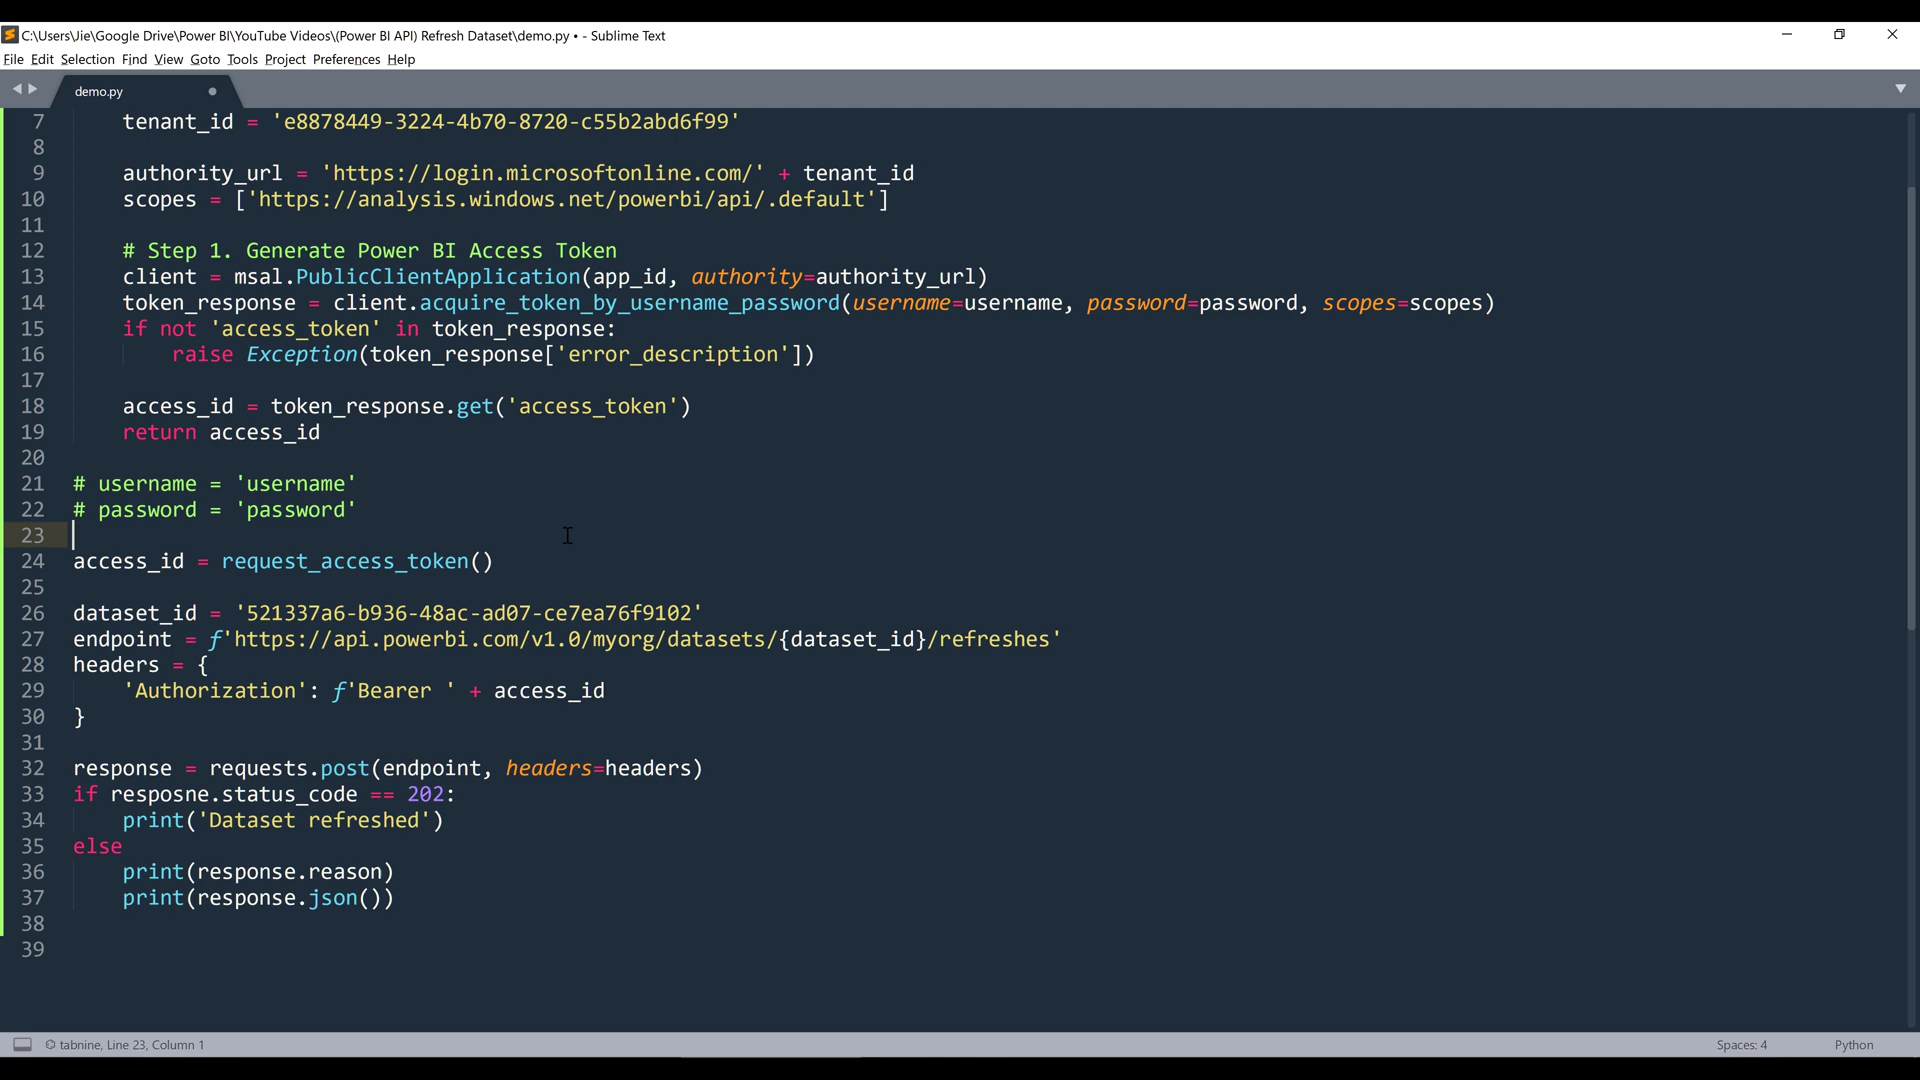 C:\Users\Jie\Google Drive\Power BI\YouTube Videos\(Power BI API) Refresh Dataset\demo.py • - Sublime Text
File Edit Selection Find View Goto Tools Project Preferences Help
demo.py
7 tenant_id = 'e8878449-3224-4b70-8720-c55b2abd6f99'
8
9 authority_url = 'https://login.microsoftonline.com/' + tenant_id
10 scopes = ['https://analysis.windows.net/powerbi/api/.default']
11
12 # Step 1. Generate Power BI Access Token
13 client = msal.PublicClientApplication(app_id, authority=authority_url)
14 token_response = client.acquire_token_by_username_password(username=username, password=password, scopes=scopes)
15 if not 'access_token' in token_response:
16 raise Exception(token_response['error_description'])
17
18 access_id = token_response.get('access_token')
19 return access_id
20
21 # username = 'username'
22 # password = 'password'
23
24 access_id = request_access_token()
25
26 dataset_id = '521337a6-b936-48ac-ad07-ce7ea76f9102'
27 endpoint = f'https://api.powerbi.com/v1.0/myorg/datasets/{dataset_id}/refreshes'
28 headers = {
29 'Authorization': f'Bearer ' + access_id
30 }
31
32 response = requests.post(endpoint, headers=headers)
33 if resposne.status_code == 202:
34 print('Dataset refreshed')
35 else
36 print(response.reason)
37 print(response.json())
38
39
tabnine, Line 23, Column 1
Spaces: 4
Python